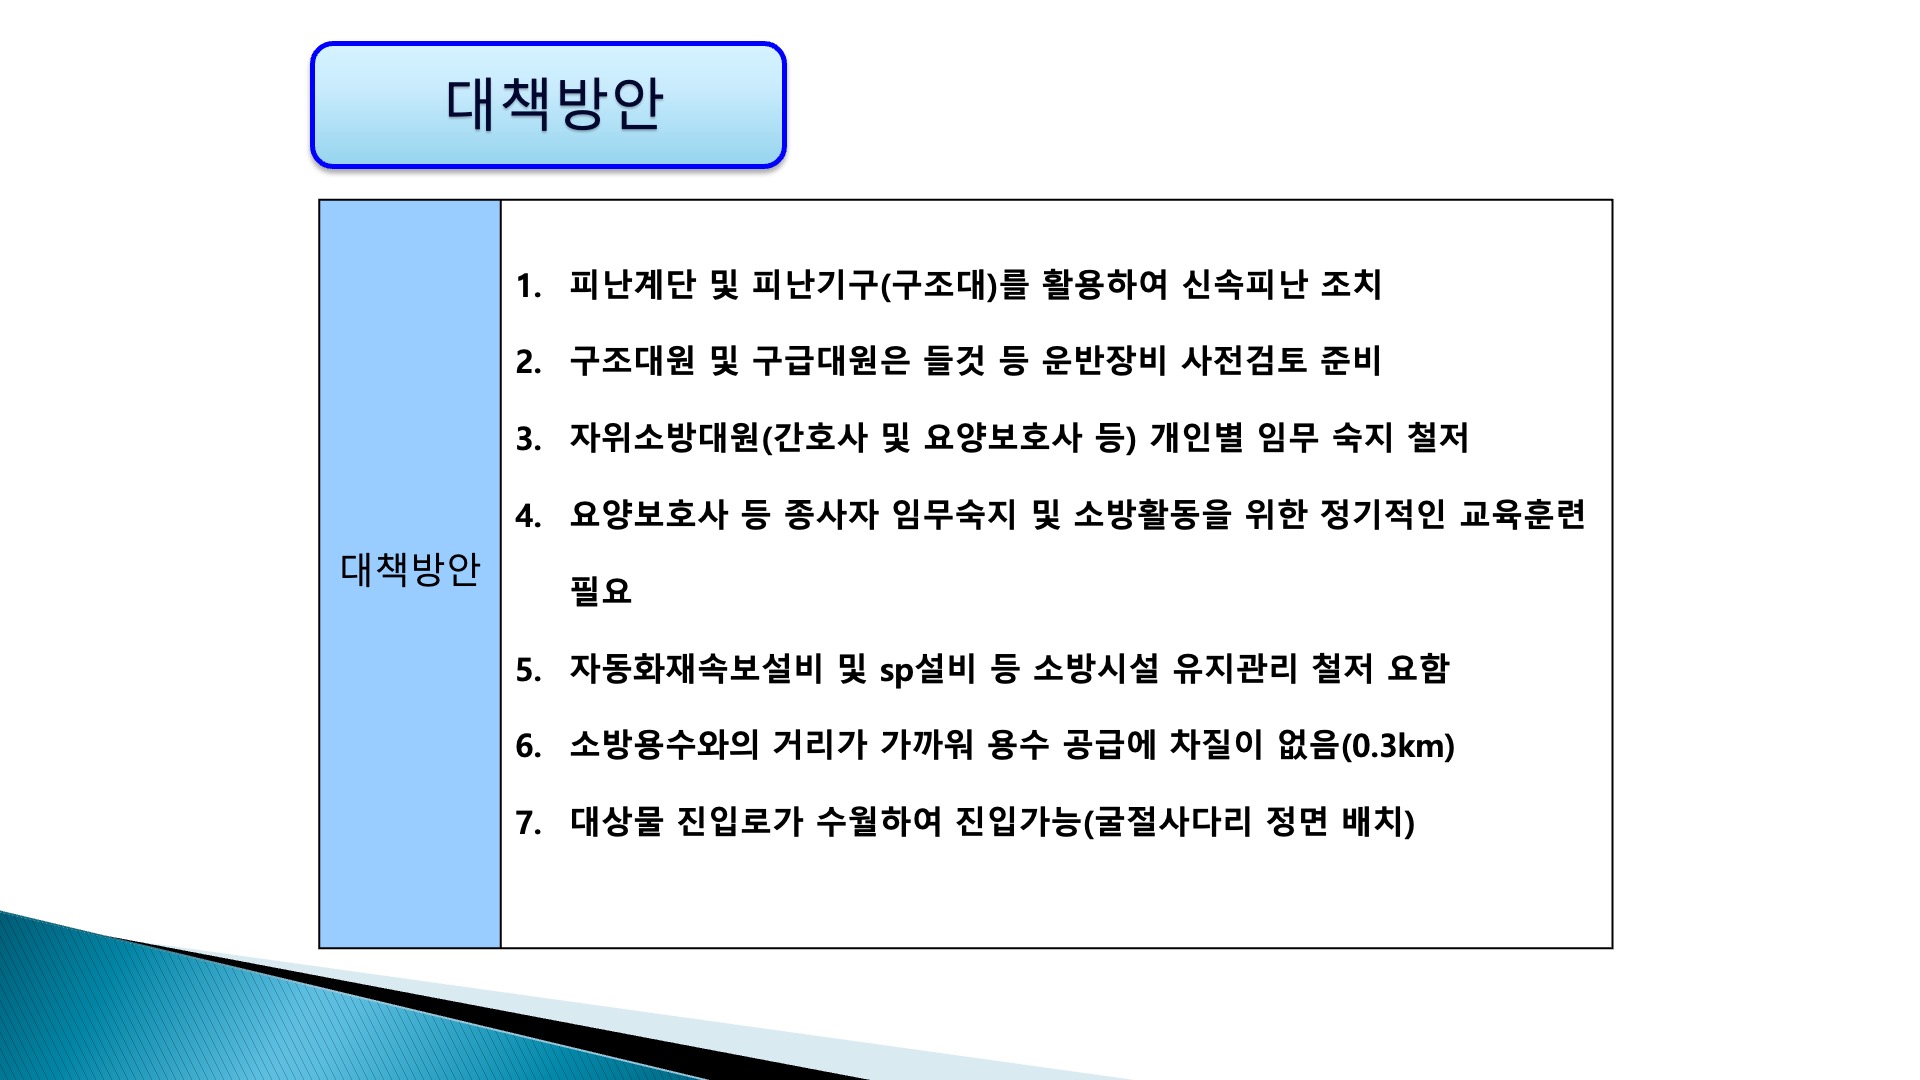 대책방안
대책방안
1. 피난계단 및 피난기구(구조대)를 활용하여 신속피난 조치
2. 구조대원 및 구급대원은 들것 등 운반장비 사전검토 준비
3. 자위소방대원(간호사 및 요양보호사 등) 개인별 임무 숙지 철저
4. 요양보호사 등 종사자 임무숙지 및 소방활동을 위한 정기적인 교육훈련
필요
5. 자동화재속보설비 및 sp설비 등 소방시설 유지관리 철저 요함
6. 소방용수와의 거리가 가까워 용수 공급에 차질이 없음(0.3km)
7. 대상물 진입로가 수월하여 진입가능(굴절사다리 정면 배치)